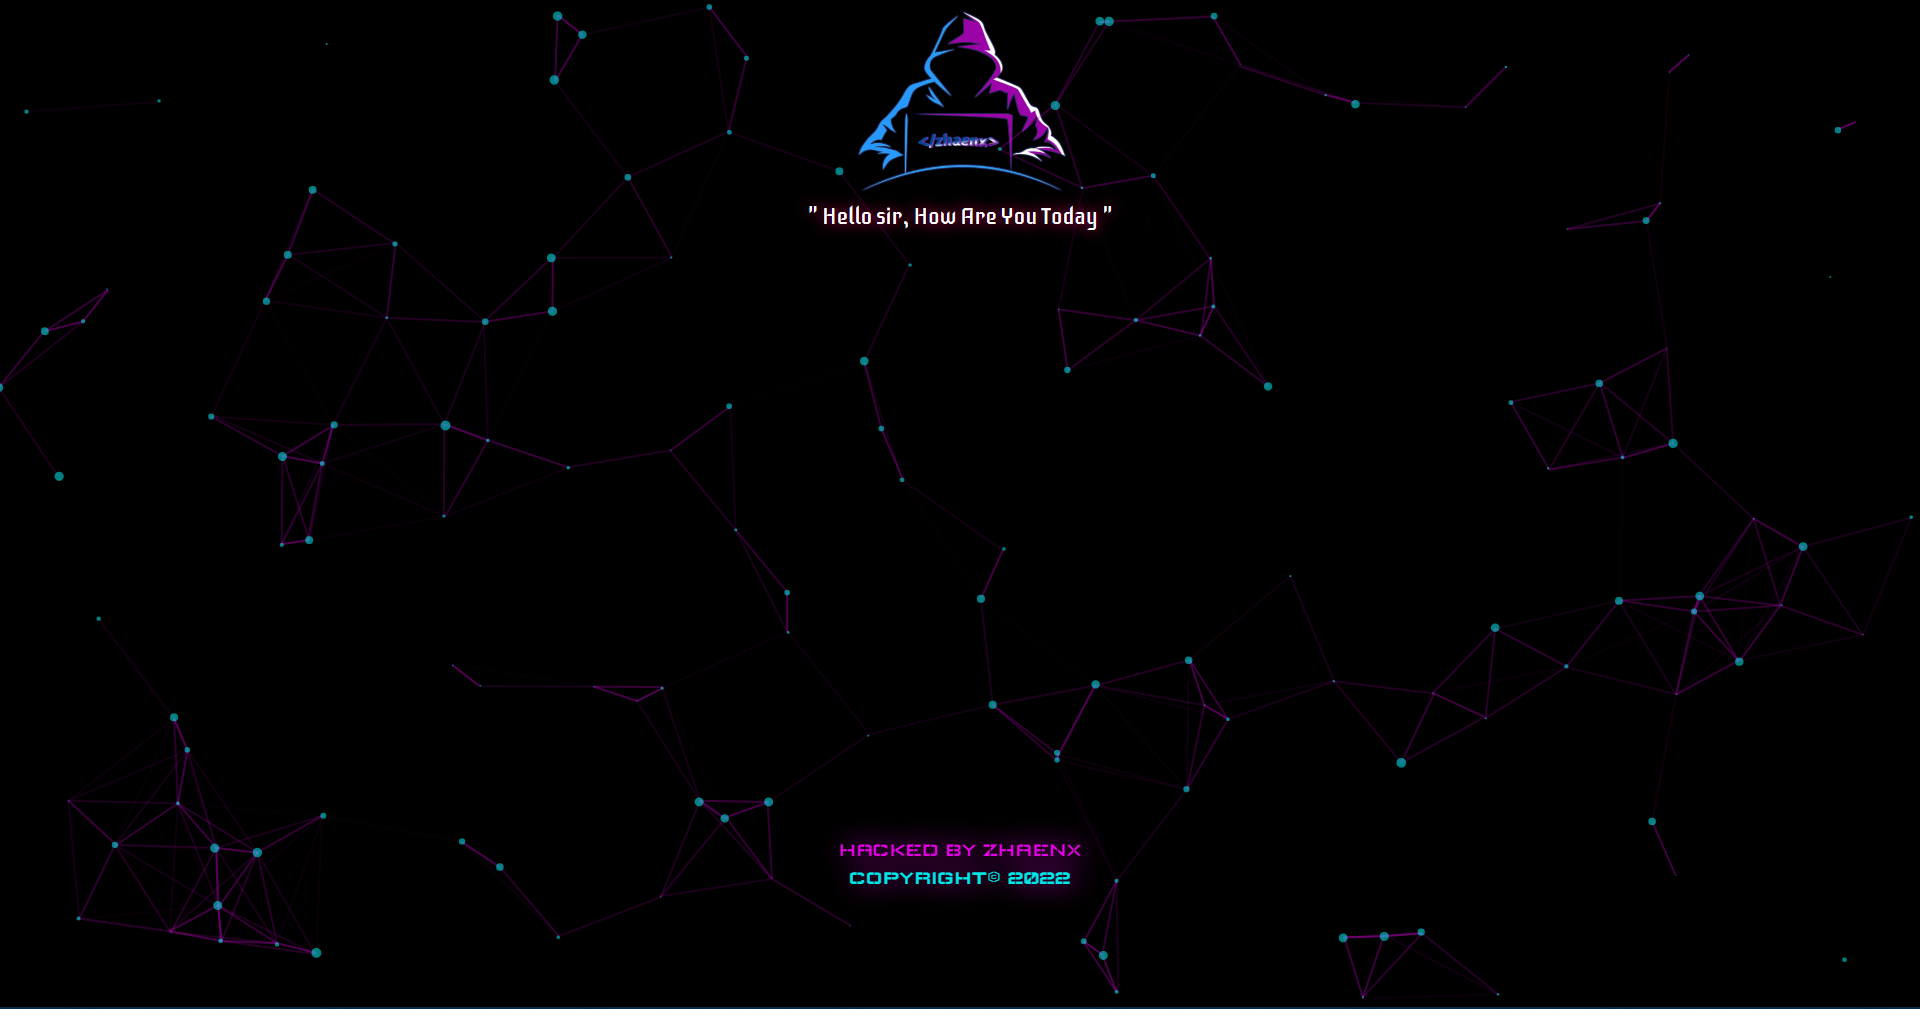 </zhaenx>
" Hello sir, How Are You Today "
HACKED BY ZHAENX
COPYRIGHT© 2022